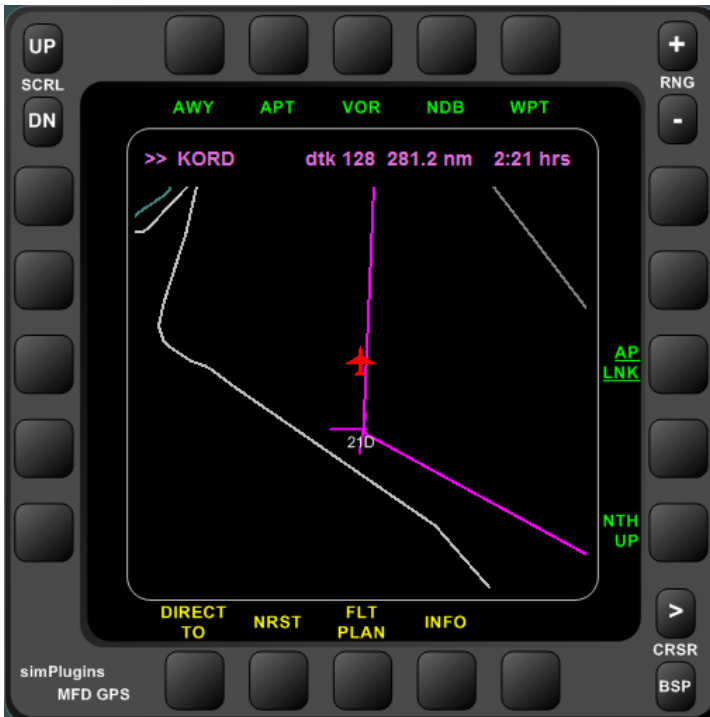 UP
SCRL
DN
+
RNG
-
AWY APT VOR NDB WPT
>> KORD dtk 128 281.2 nm 2:21 hrs
AP
LNK
21D
NTH
UP
DIRECT
TO
NRST
FLT
PLAN
INFO
>
CRSR
BSP
simPlugins
MFD GPS